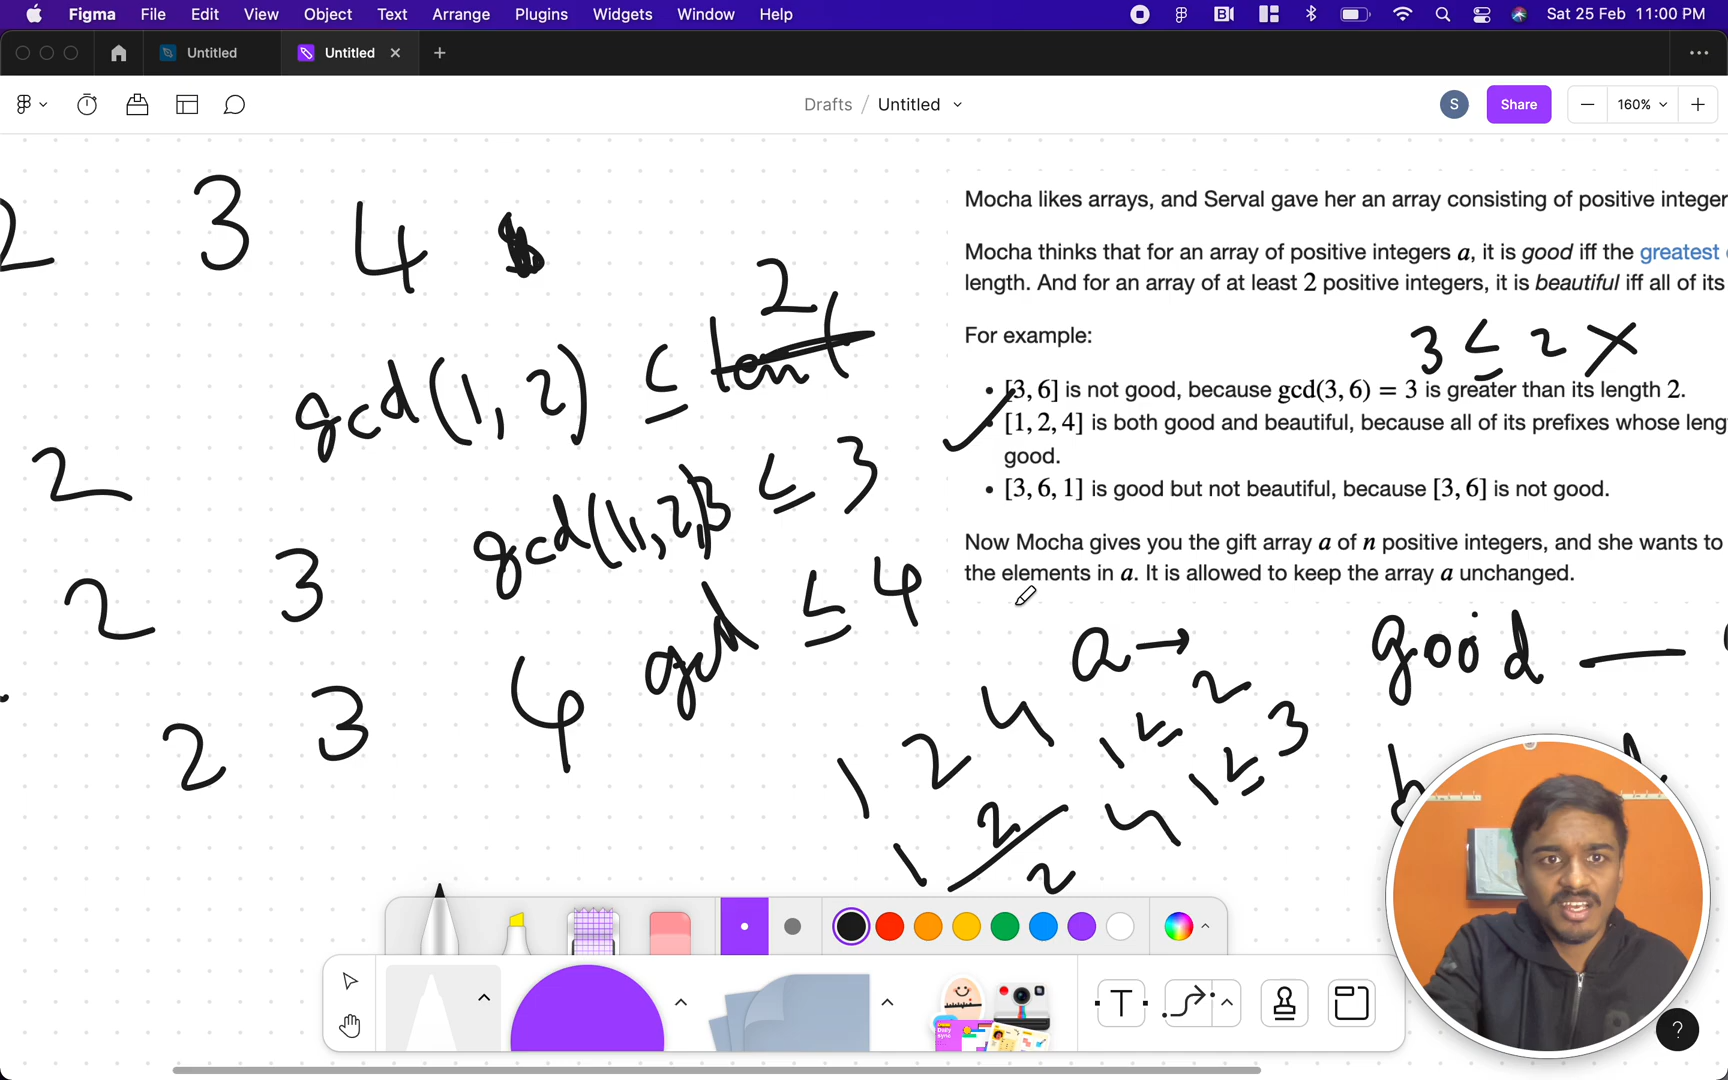 Figma File Edit View Object Text Arrange Plugins Widgets Window Help Sat 25 Feb 11:00 PM
Untitled Untitled
Drafts / Untitled S Share 160%
2 3 4
gcd(1, 2) ≤ 2
2
gcd(1, 2, 3 ≤ 3
2 3 gcd ≤ 4
2 3 4
Mocha likes arrays, and Serval gave her an array consisting of positive integer
Mocha thinks that for an array of positive integers a, it is good iff the greatest
length. And for an array of at least 2 positive integers, it is beautiful iff all of its
For example:
3 ≤ 2 X
• [3, 6] is not good, because gcd(3, 6) = 3 is greater than its length 2.
• [1, 2, 4] is both good and beautiful, because all of its prefixes whose leng
good.
• [3, 6, 1] is good but not beautiful, because [3, 6] is not good.
Now Mocha gives you the gift array a of n positive integers, and she wants to
the elements in a. It is allowed to keep the array a unchanged.
a → good —
1 2 4 1 ≤ 2
1 ≤ 3
1 2 4
2
T
?